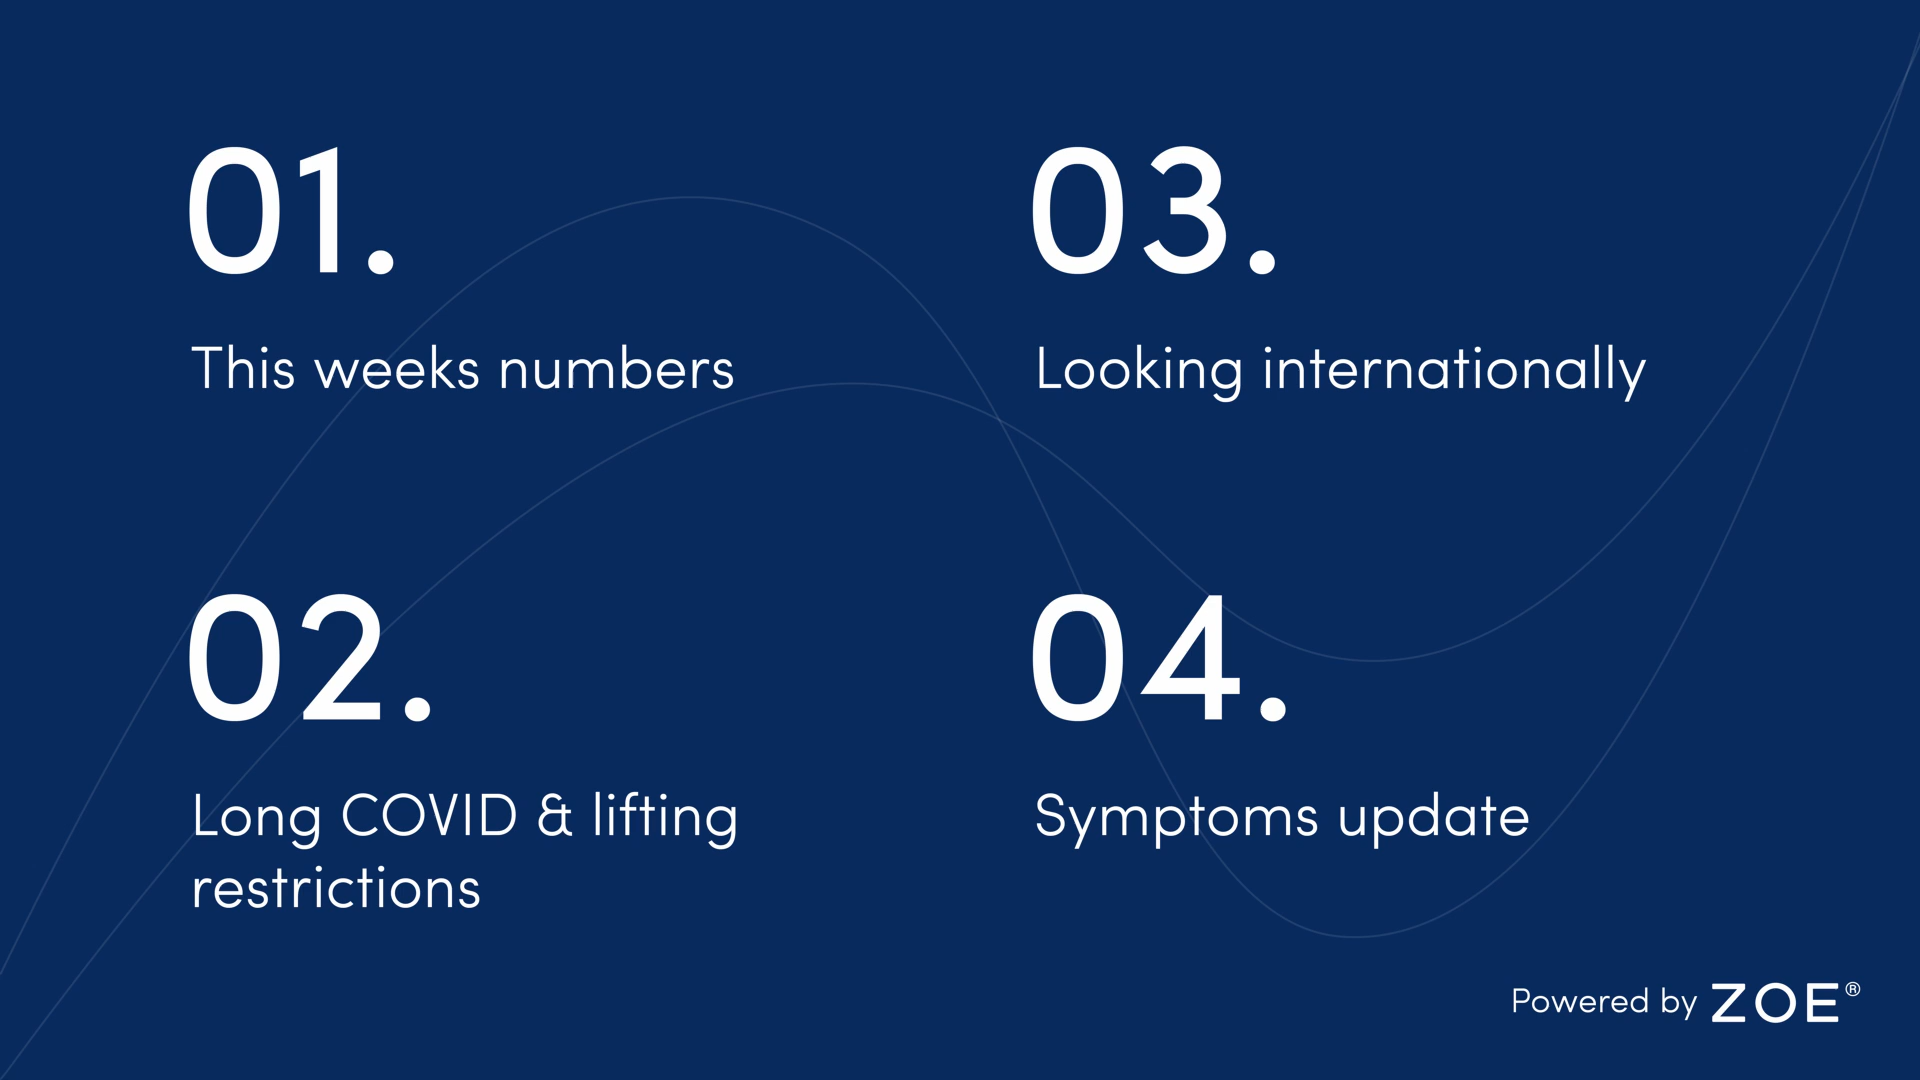 01.
This weeks numbers
02.
Long COVID & lifting
restrictions
03.
Looking internationally
04.
Symptoms update
Powered by ZOE®